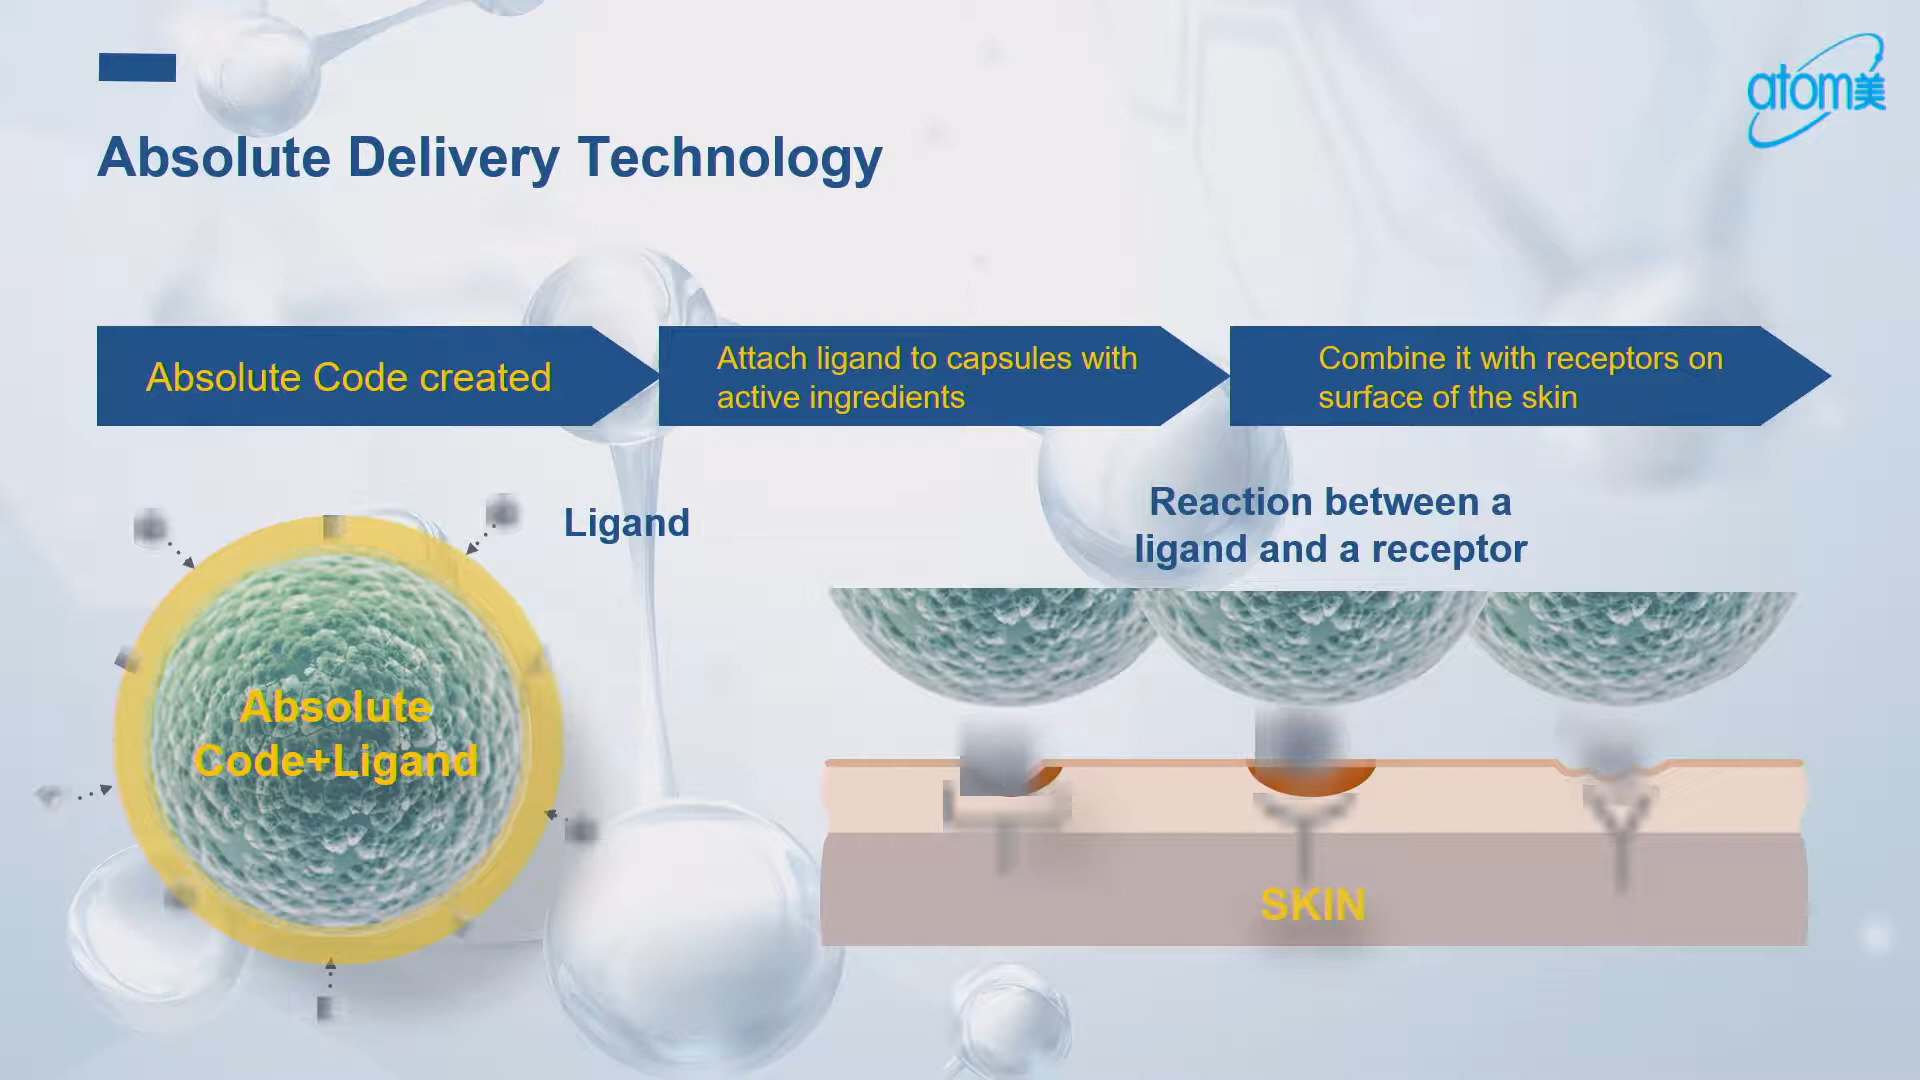 atom美
Absolute Delivery Technology
Absolute Code created
Attach ligand to capsules with
active ingredients
Combine it with receptors on
surface of the skin
Ligand
Reaction between a
ligand and a receptor
Absolute
Code+Ligand
SKIN